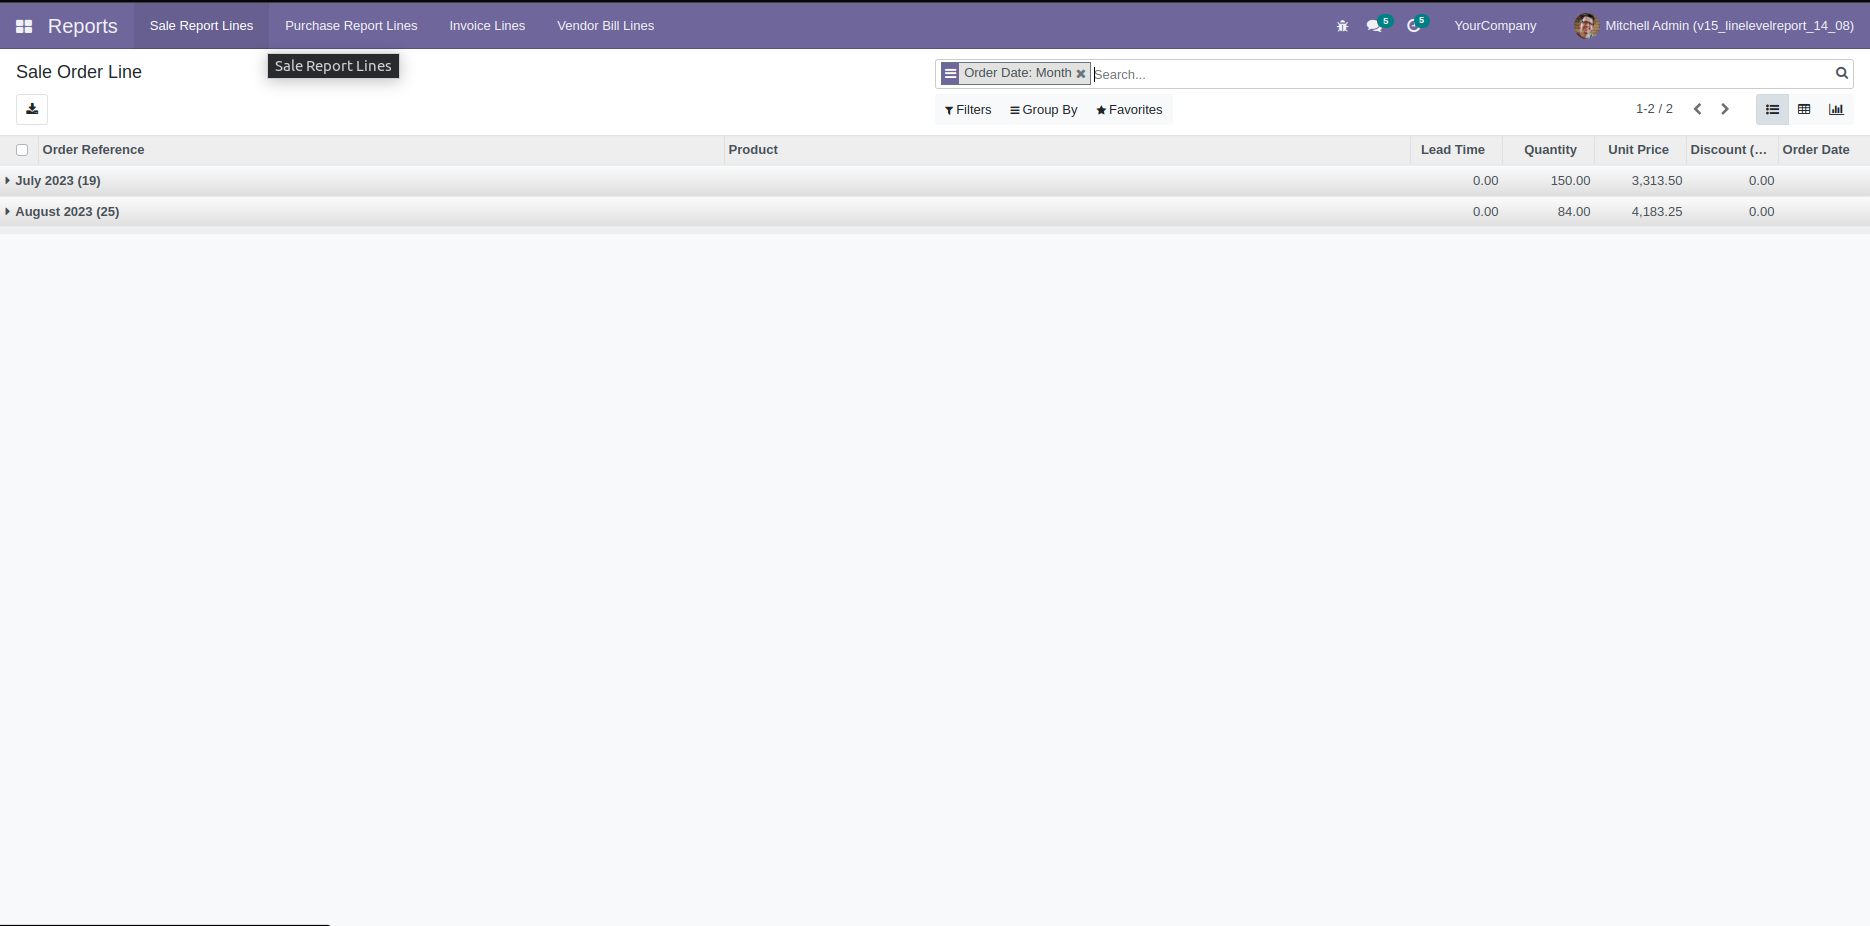 Reports Sale Report Lines Purchase Report Lines Invoice Lines Vendor Bill Lines 5 5 YourCompany Mitchell Admin (v15_linelevelreport_14_08)
Sale Report Lines
Sale Order Line
Order Date: Month Search...
Filters Group By Favorites 1-2 / 2
Order Reference Product Lead Time Quantity Unit Price Discount (... Order Date
July 2023 (19) 0.00 150.00 3,313.50 0.00
August 2023 (25) 0.00 84.00 4,183.25 0.00